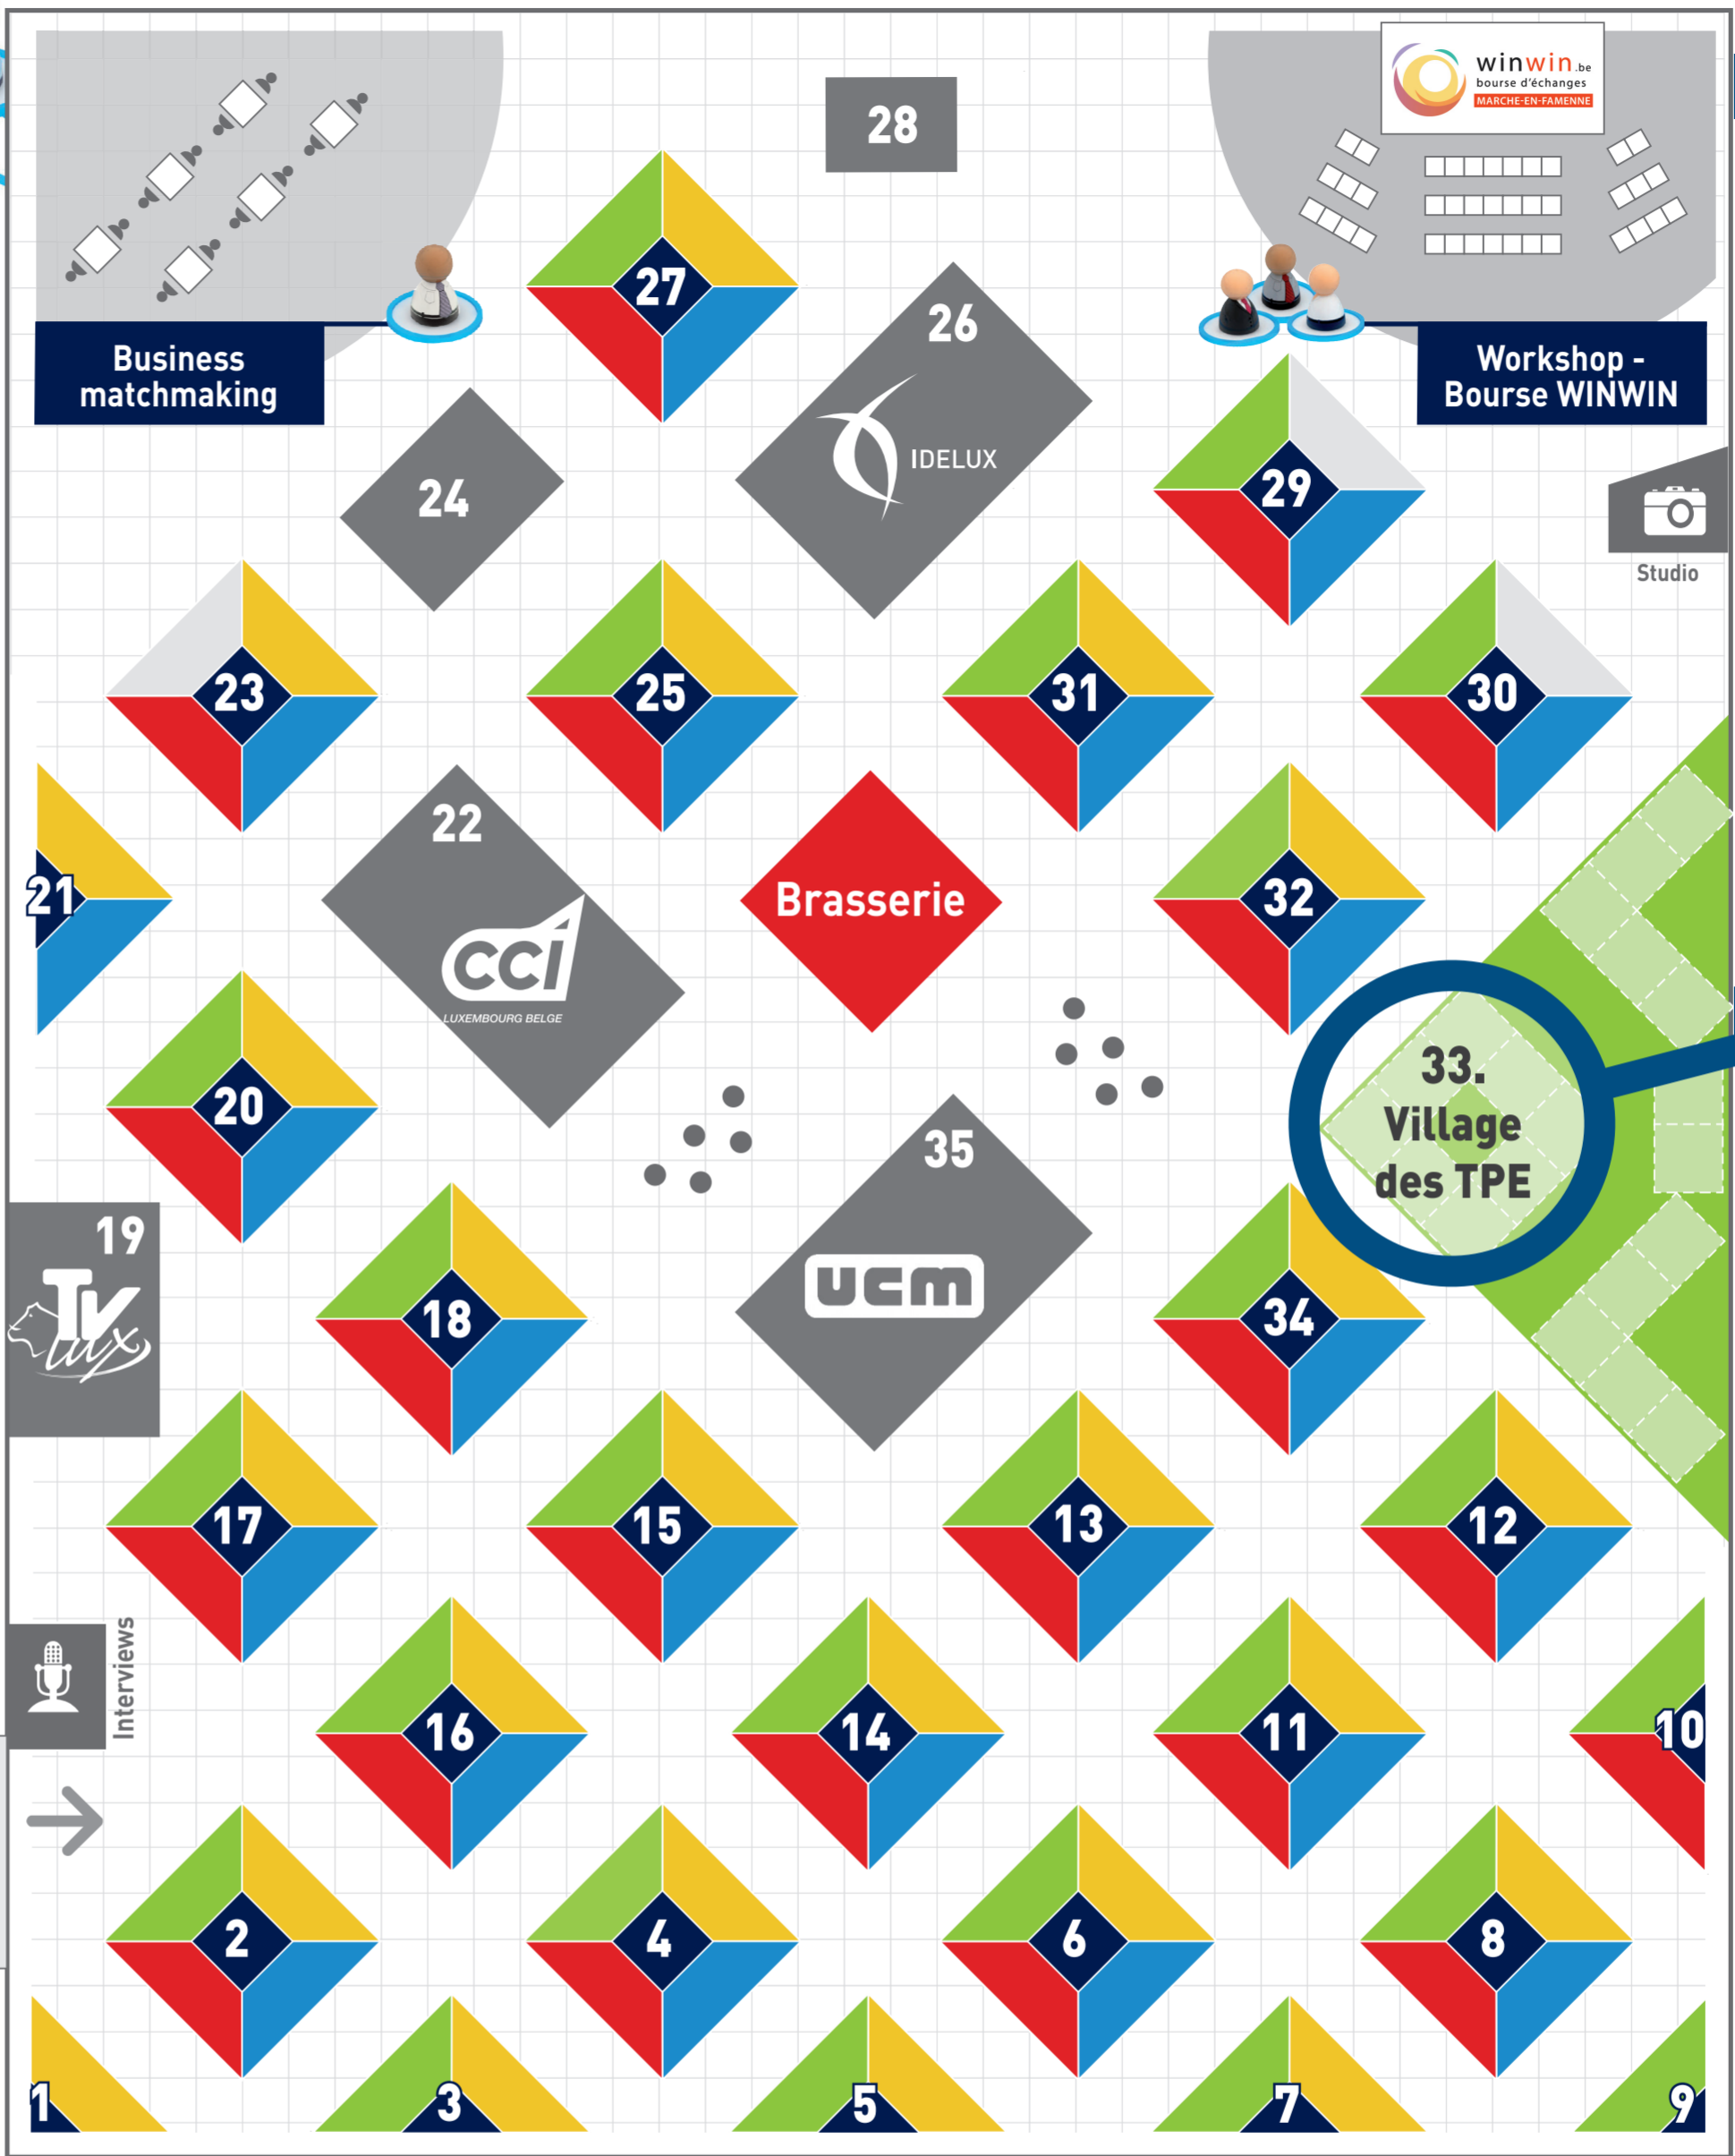 winwin.be
bourse d'échanges
MARCHE-EN-FAMENNE
28
27
26
IDELUX
Business
matchmaking
Workshop -
Bourse WINWIN
24
29
Studio
23
25
31
30
22
cci
LUXEMBOURG BELGE
21
Brasserie
32
33.
Village
des TPE
20
35
ucm
19
TV
lux
18
34
17
15
13
12
Interviews
16
14
11
10
2
4
6
8
1
3
5
7
9